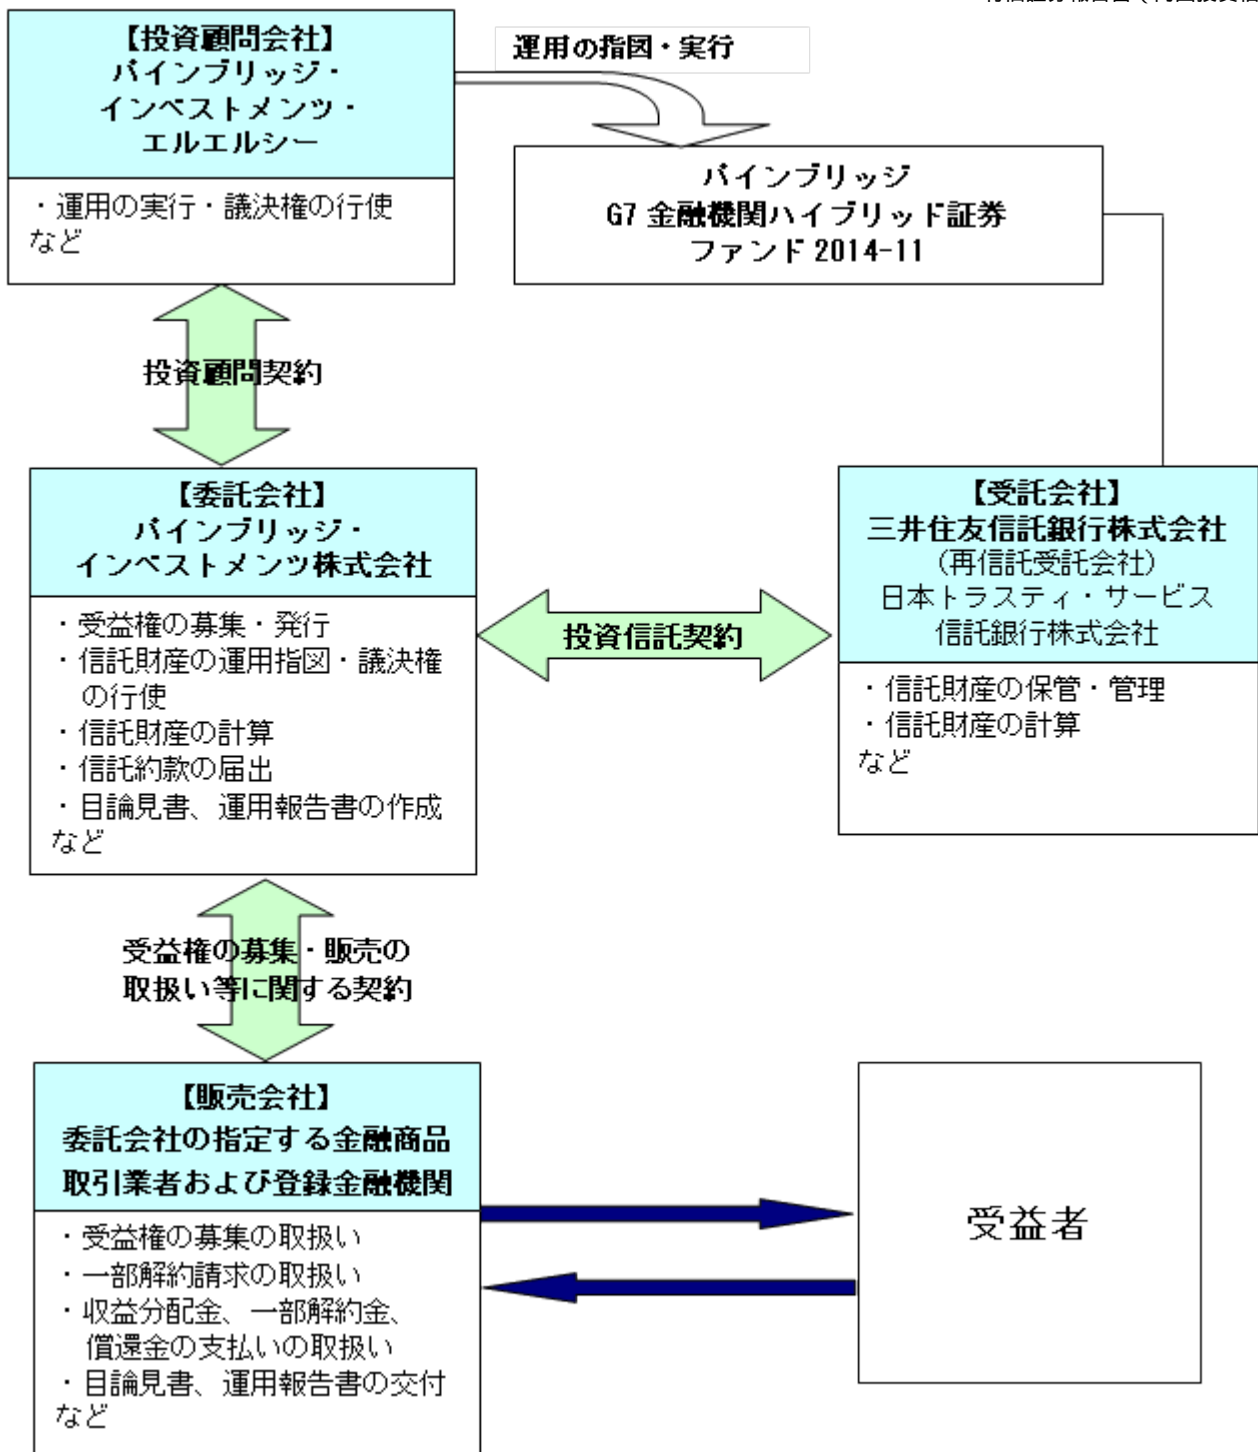 【投資顧問会社】
パインブリッジ・
インベストメンツ・
エルエルシー
・運用の実行・議決権の行使
など
運用の指図・実行
パインブリッジ
G7 金融機関ハイブリッド証券
ファンド 2014-11
投資顧問契約
【委託会社】
パインブリッジ・
インベストメンツ株式会社
・受益権の募集・発行
・信託財産の運用指図・議決権
の行使
・信託財産の計算
・信託約款の届出
・目論見書、運用報告書の作成
など
投資信託契約
【受託会社】
三井住友信託銀行株式会社
(再信託受託会社)
日本トラスティ・サービス
信託銀行株式会社
・信託財産の保管・管理
・信託財産の計算
など
受益権の募集・販売の
取扱い等に関する契約
【販売会社】
委託会社の指定する金融商品
取引業者および登録金融機関
・受益権の募集の取扱い
・一部解約請求の取扱い
・収益分配金、一部解約金、
償還金の支払いの取扱い
・目論見書、運用報告書の交付
など
受益者